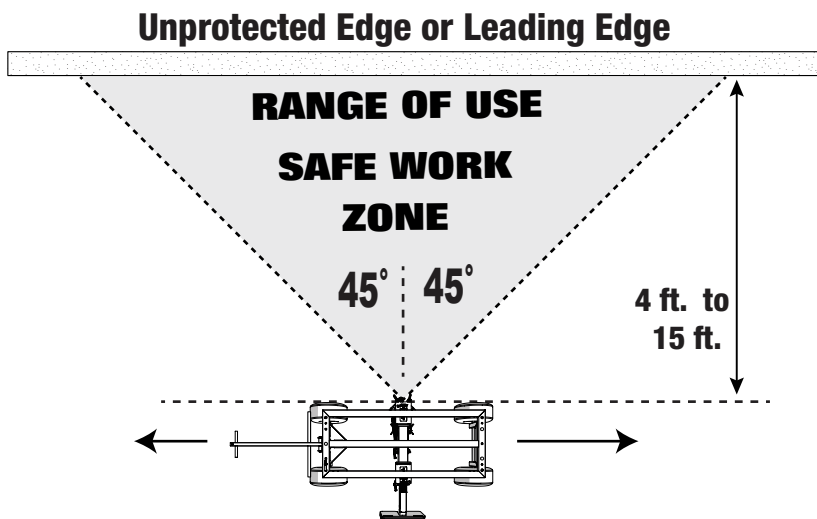 Unprotected Edge or Leading Edge
RANGE OF USE
SAFE WORK
ZONE
45° 45°
4 ft. to
15 ft.